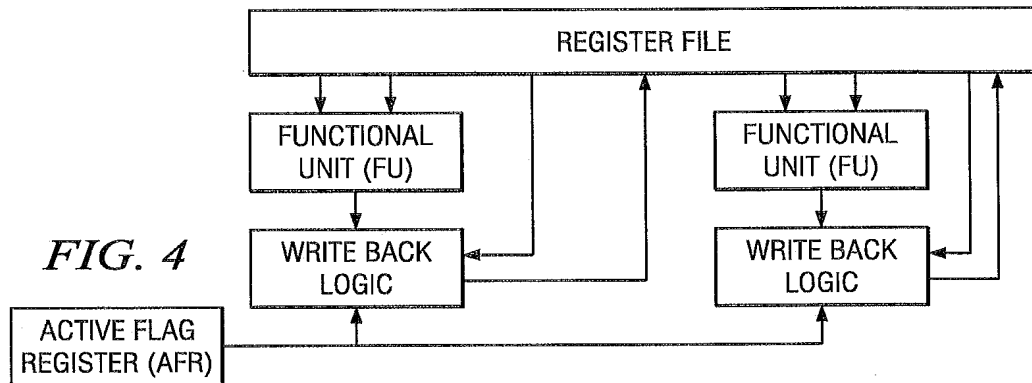 REGISTER FILE
FUNCTIONAL
UNIT (FU)
FUNCTIONAL
UNIT (FU)
WRITE BACK
LOGIC
WRITE BACK
LOGIC
FIG. 4
ACTIVE FLAG
REGISTER (AFR)